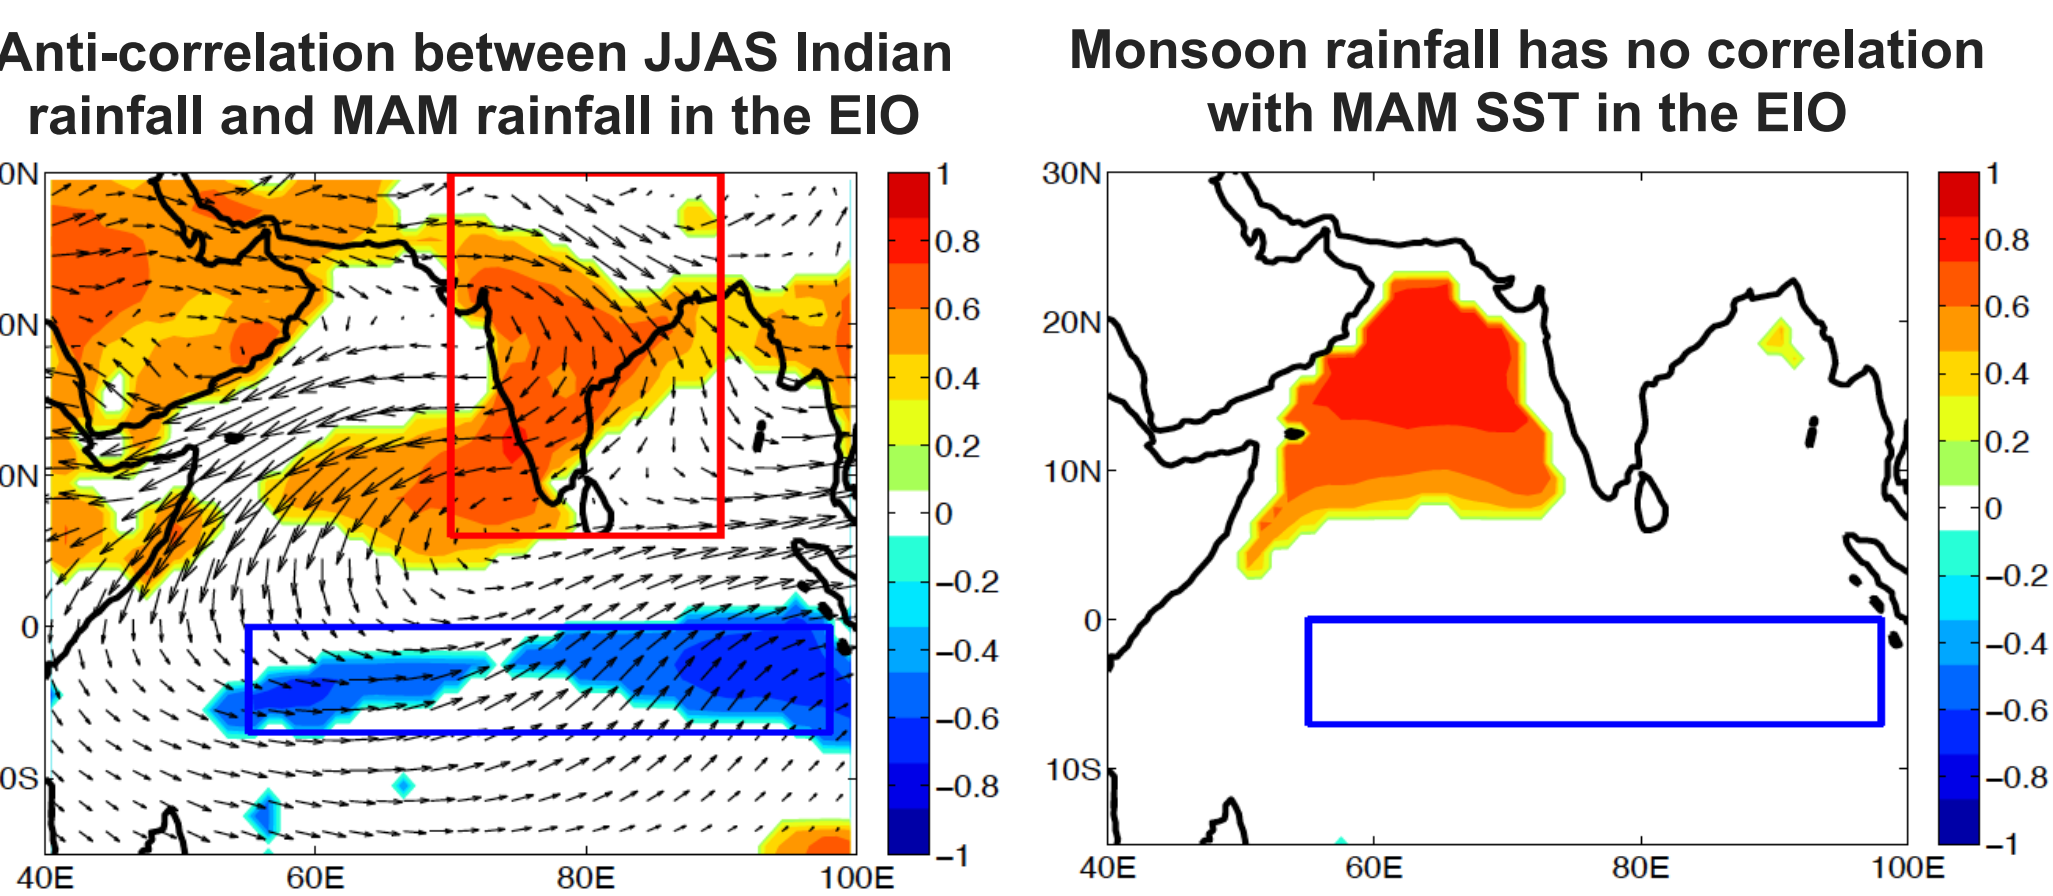 Anti-correlation between JJAS Indian
rainfall and MAM rainfall in the EIO
Monsoon rainfall has no correlation
with MAM SST in the EIO
0N
0N
0N
0
0S
40E 60E 80E 100E
1
0.8
0.6
0.4
0.2
0
−0.2
−0.4
−0.6
−0.8
−1
30N
20N
10N
0
10S
40E 60E 80E 100E
1
0.8
0.6
0.4
0.2
0
−0.2
−0.4
−0.6
−0.8
−1